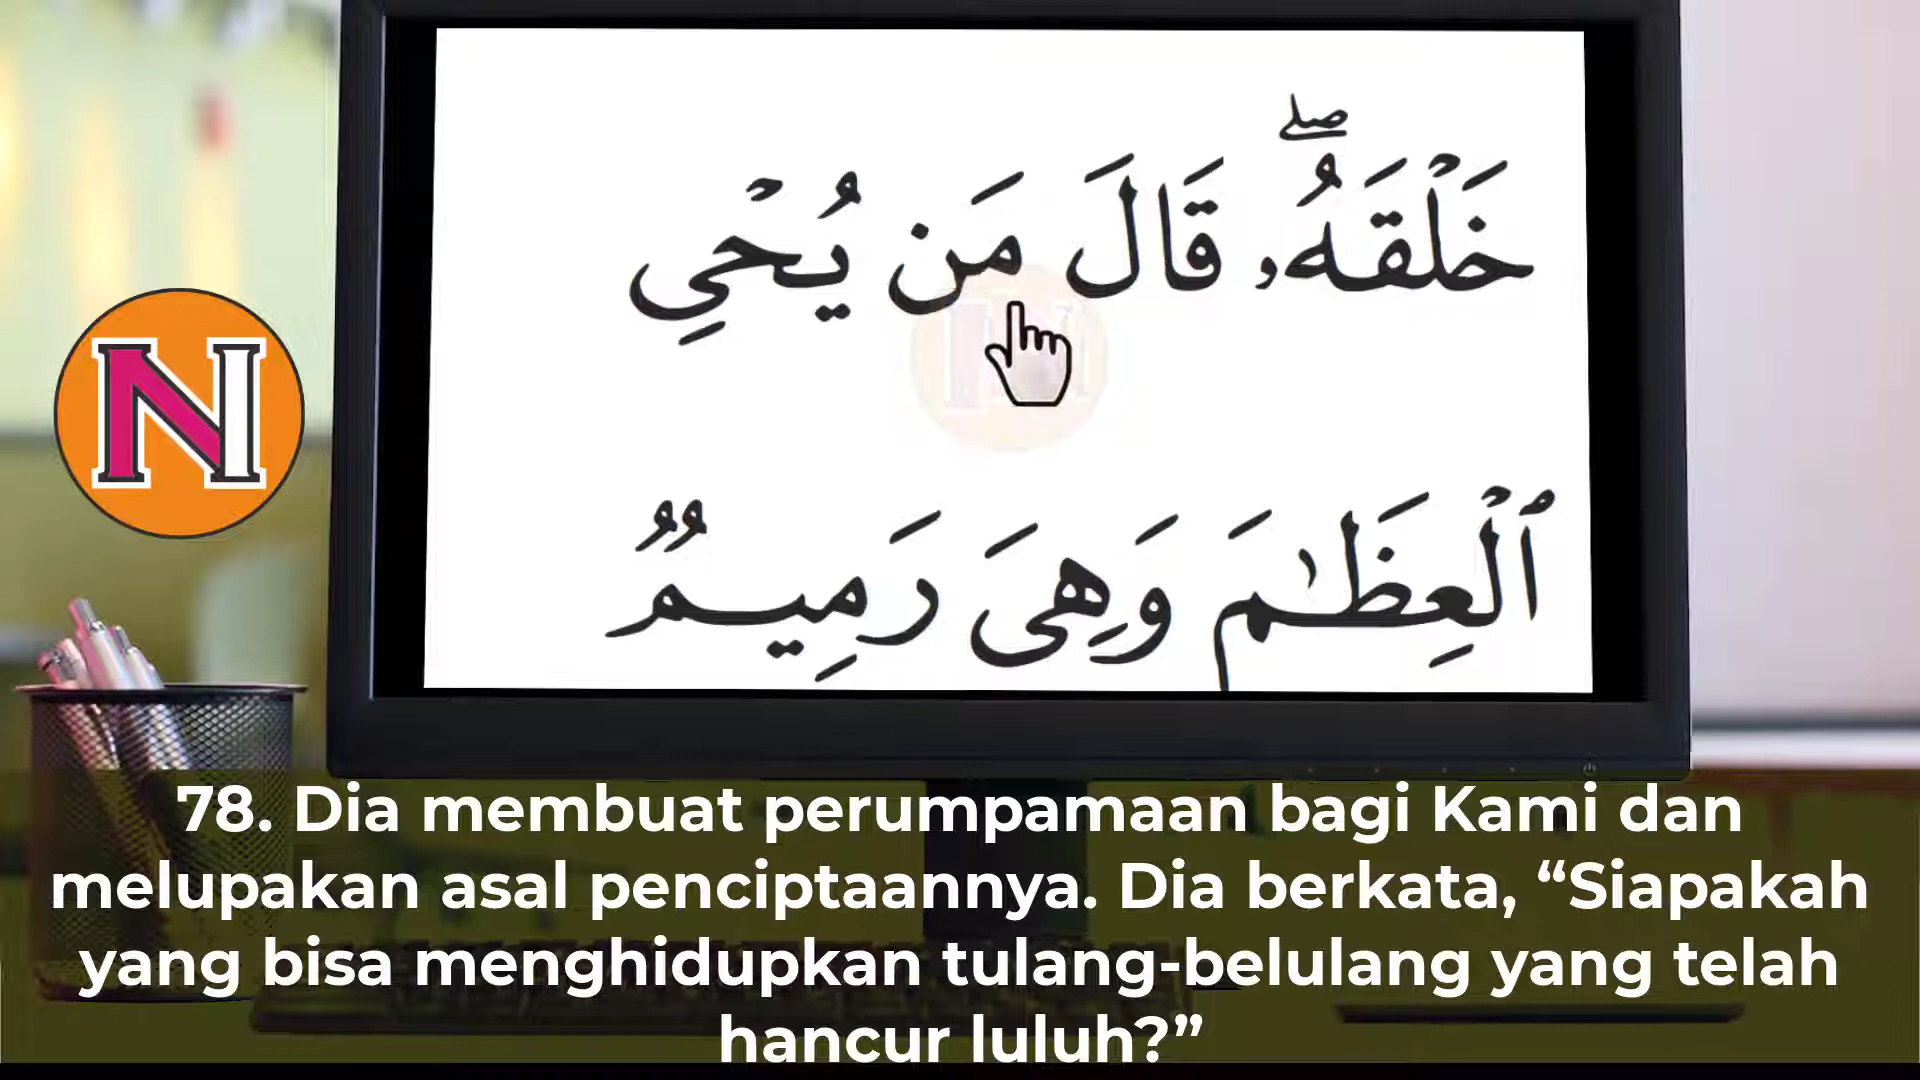 خَلْقَهُۥۖ قَالَ مَن يُحْىِ
ٱلْعِظَٰمَ وَهِىَ رَمِيمٌ
N
78. Dia membuat perumpamaan bagi Kami dan
melupakan asal penciptaannya. Dia berkata, “Siapakah
yang bisa menghidupkan tulang-belulang yang telah
hancur luluh?”